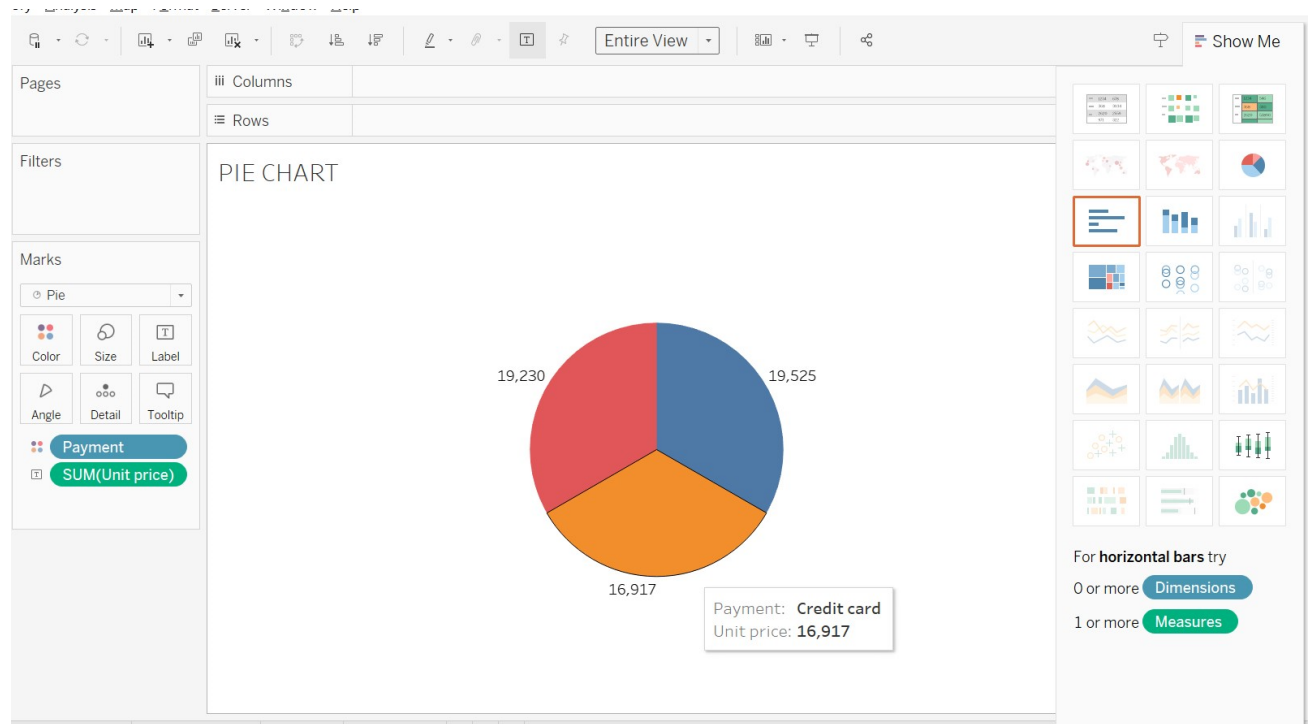 Entire View
Show Me
Pages
iii Columns
Rows
Filters
PIE CHART
Marks
Pie
Color Size Label
Angle Detail Tooltip
Payment
SUM(Unit price)
19,230
19,525
16,917
Payment: Credit card
Unit price: 16,917
For horizontal bars try
0 or more Dimensions
1 or more Measures